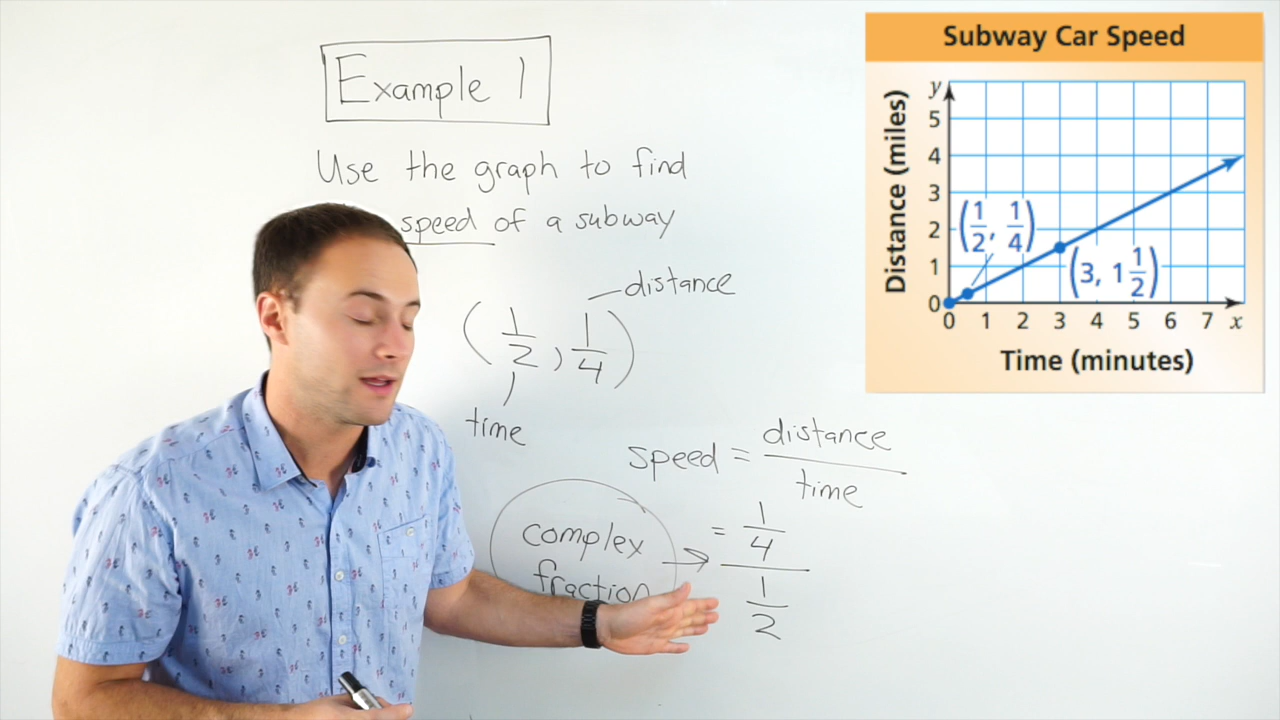 Example 1
Use the graph to find
speed of a subway
distance
(1/2, 1/4)
time
speed = distance/time
complex
fraction
= 1/4
1/2
Subway Car Speed
y
5
4
3
2
1
0
(1/2, 1/4)
(3, 1 1/2)
0 1 2 3 4 5 6 7 x
Distance (miles)
Time (minutes)